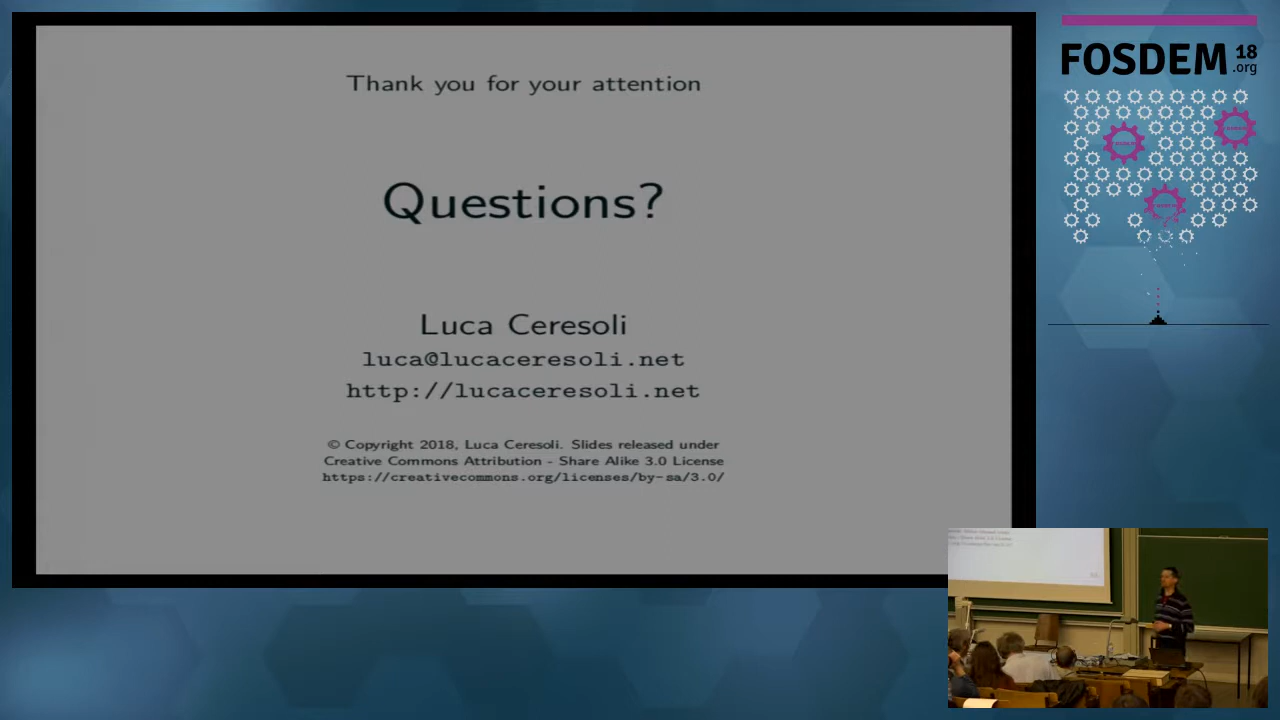 Thank you for your attention
Questions?
Luca Ceresoli
luca@lucaceresoli.net
http://lucaceresoli.net
© Copyright 2018, Luca Ceresoli. Slides released under
Creative Commons Attribution - Share Alike 3.0 License
https://creativecommons.org/licenses/by-sa/3.0/
FOSDEM 18
.org